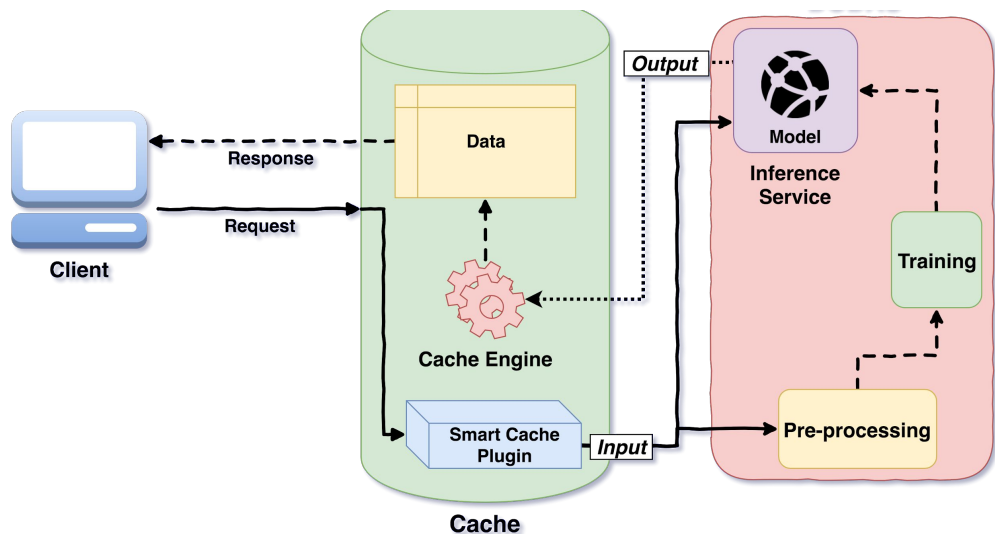 Output
Data
Model
Response
Inference
Service
Request
Training
Client
Cache Engine
Smart Cache
Plugin
Input
Pre-processing
Cache